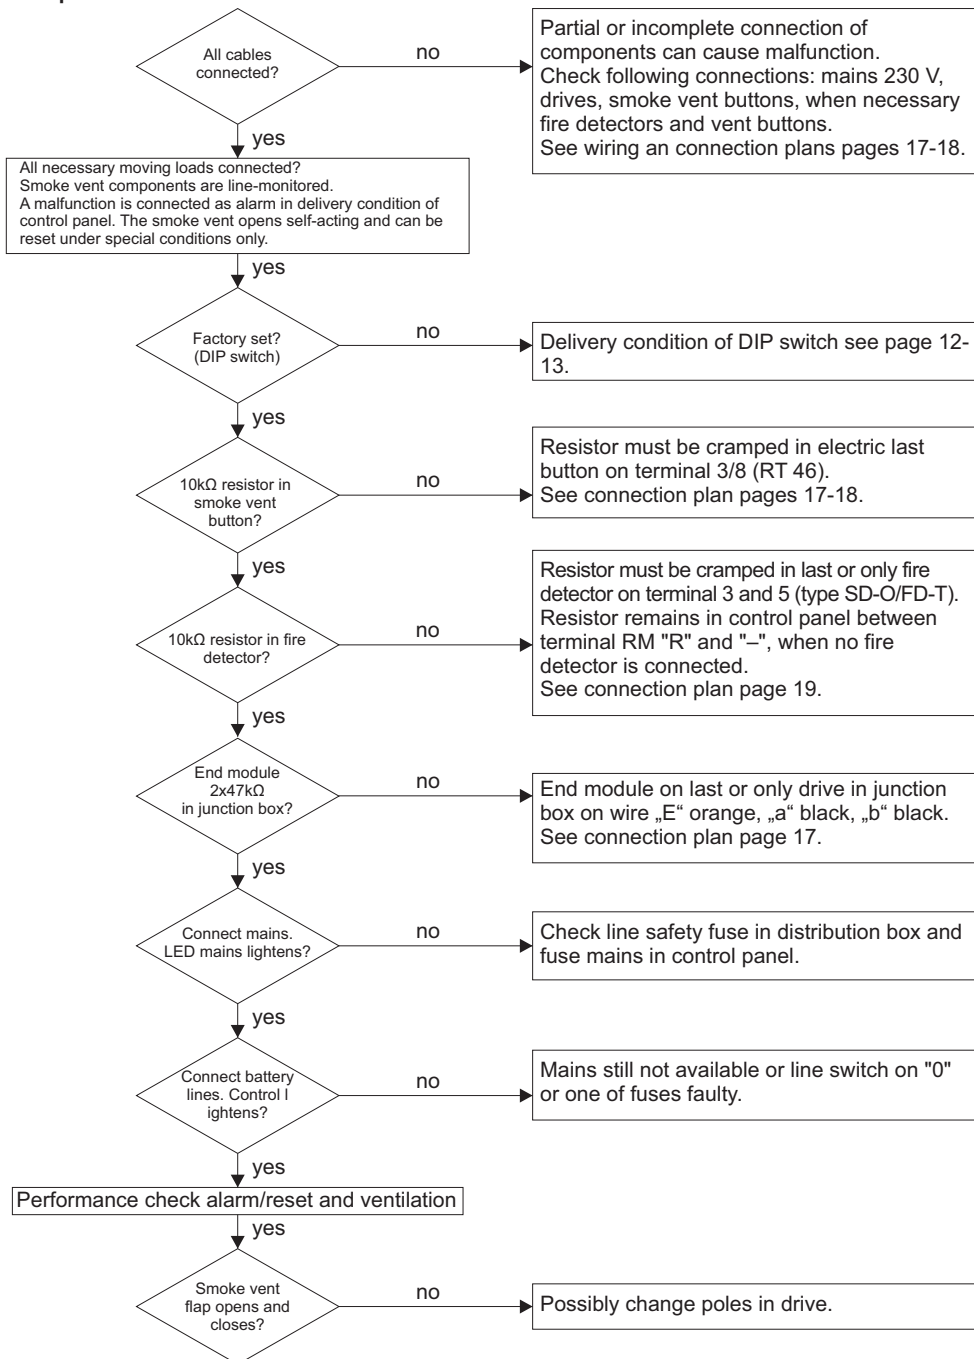 All cables
connected?
no
Partial or incomplete connection of
components can cause malfunction.
Check following connections: mains 230 V,
drives, smoke vent buttons, when necessary
fire detectors and vent buttons.
See wiring an connection plans pages 17-18.
yes
All necessary moving loads connected?
Smoke vent components are line-monitored.
A malfunction is connected as alarm in delivery condition of
control panel. The smoke vent opens self-acting and can be
reset under special conditions only.
yes
Factory set?
(DIP switch)
no
Delivery condition of DIP switch see page 12-
13.
yes
10kΩ resistor in
smoke vent
button?
no
Resistor must be cramped in electric last
button on terminal 3/8 (RT 46).
See connection plan pages 17-18.
yes
10kΩ resistor in fire
detector?
no
Resistor must be cramped in last or only fire
detector on terminal 3 and 5 (type SD-O/FD-T).
Resistor remains in control panel between
terminal RM "R" and "–", when no fire
detector is connected.
See connection plan page 19.
yes
End module
2x47kΩ
in junction box?
no
End module on last or only drive in junction
box on wire „E“ orange, „a“ black, „b“ black.
See connection plan page 17.
yes
Connect mains.
LED mains lightens?
no
Check line safety fuse in distribution box and
fuse mains in control panel.
yes
Connect battery
lines. Control l
ightens?
no
Mains still not available or line switch on "0"
or one of fuses faulty.
yes
Performance check alarm/reset and ventilation
yes
Smoke vent
flap opens and
closes?
no
Possibly change poles in drive.